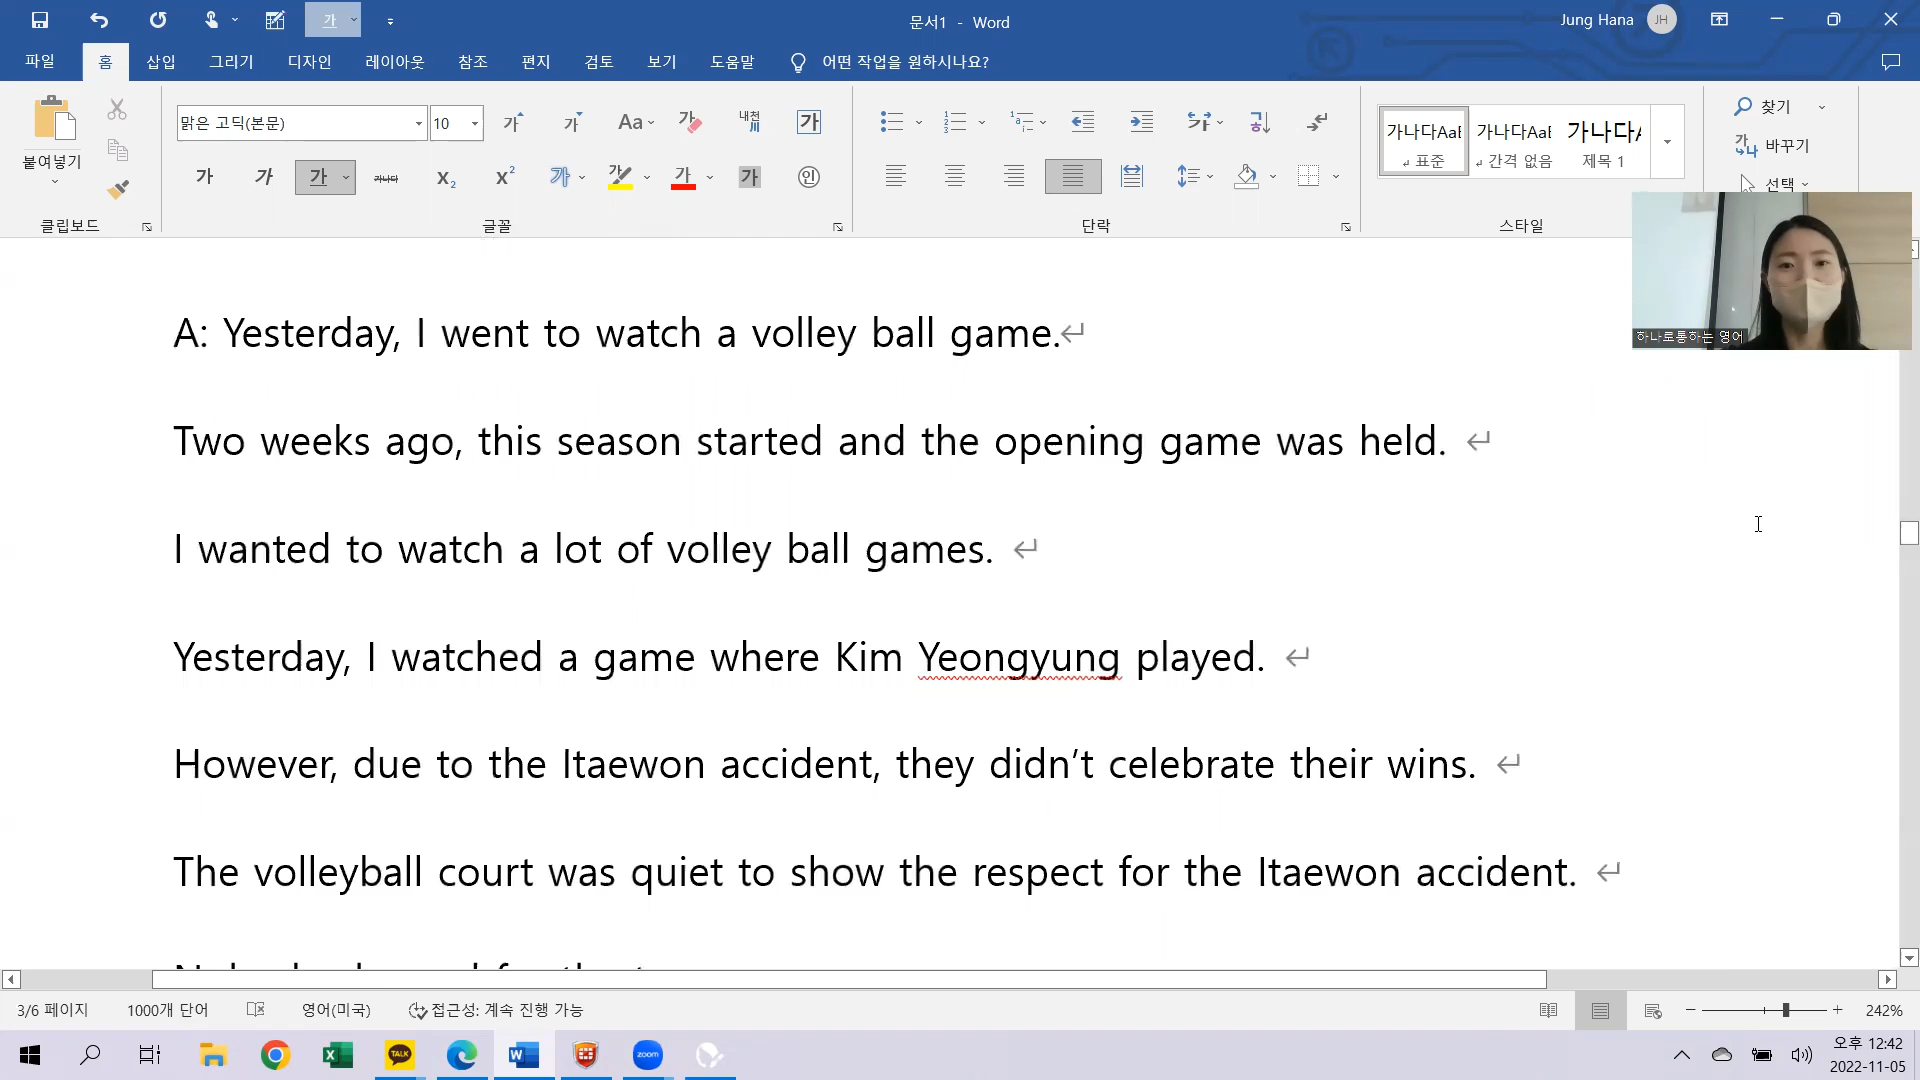 문서1 - Word
Jung Hana
JH
파일 홈 삽입 그리기 디자인 레이아웃 참조 편지 검토 보기 도움말 어떤 작업을 원하시나요?
붙여넣기
클립보드
맑은 고딕(본문) 10
글꼴
단락
가나다AaB
표준
가나다AaB
간격 없음
가나다
제목 1
스타일
찾기
바꾸기
선택
하나로통하는 영어
A: Yesterday, I went to watch a volley ball game.
Two weeks ago, this season started and the opening game was held.
I wanted to watch a lot of volley ball games.
Yesterday, I watched a game where Kim Yeongyung played.
However, due to the Itaewon accident, they didn’t celebrate their wins.
The volleyball court was quiet to show the respect for the Itaewon accident.
3/6 페이지 1000개 단어 영어(미국) 접근성: 계속 진행 가능 242%
TALK
zoom
오후 12:42
2022-11-05